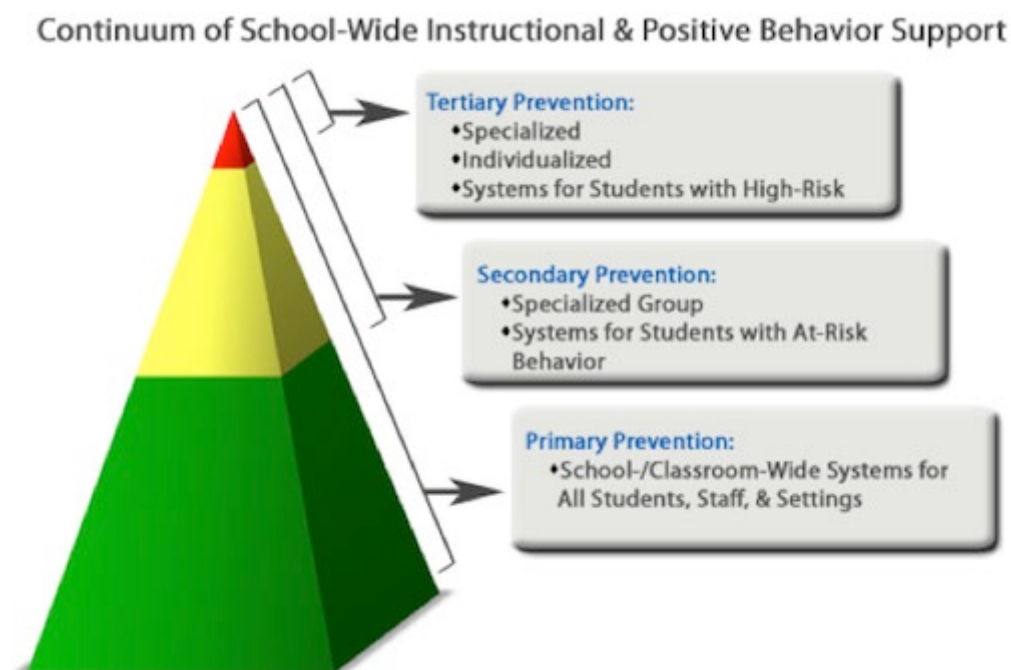 Continuum of School-Wide Instructional & Positive Behavior Support
Tertiary Prevention:
♦Specialized
♦Individualized
♦Systems for Students with High-Risk
Secondary Prevention:
♦Specialized Group
♦Systems for Students with At-Risk
Behavior
Primary Prevention:
♦School-/Classroom-Wide Systems for
All Students, Staff, & Settings